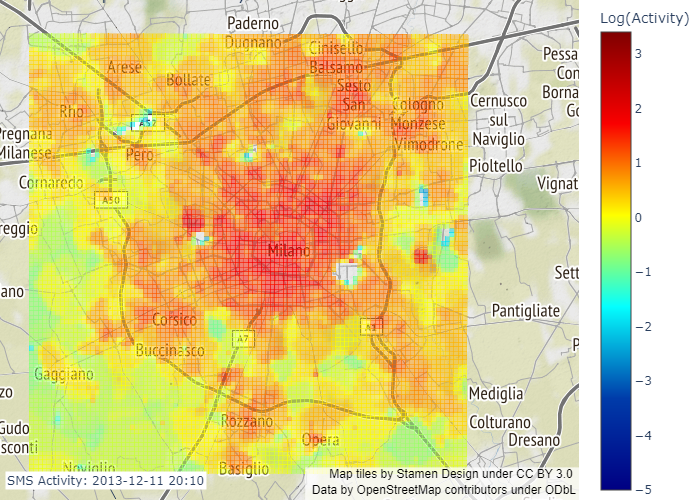 Log(Activity)
Paderno
Dugnano
Cinisello
Balsamo
Arese
Bollate
Sesto
San
Giovanni
Pessa
Con
Borna
Go
3
2
1
0
−1
−2
−3
−4
−5
Rho
A52
Cologno
Monzese
Cernusco
sul
Naviglio
Pregnana
Milanese
Pero
Vimodrone
Pioltello
Cornaredo
A50
Vignat
reggio
Milano
Sett
ano
Pantigliate
Corsico
A7
Buccinasco
P
Gaggiano
zo
Mediglia
Rozzano
Colturano
Gudo
sconti
Opera
Dresano
Noviglio
Basiglio
SMS Activity: 2013-12-11 20:10
Map tiles by Stamen Design under CC BY 3.0
Data by OpenStreetMap contributors under ODbL